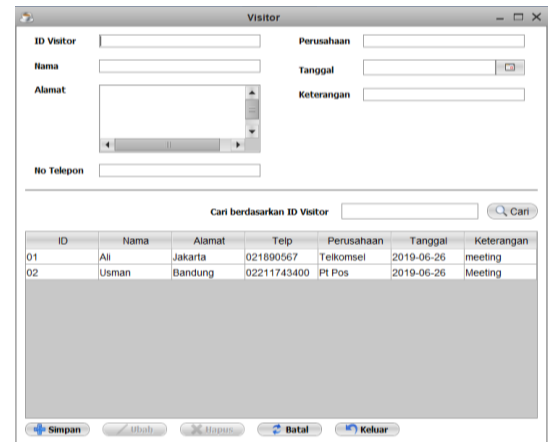 Visitor
ID Visitor
Perusahaan
Nama
Tanggal
Alamat
Keterangan
No Telepon
Cari berdasarkan ID Visitor
Cari
ID Nama Alamat Telp Perusahaan Tanggal Keterangan
01 Ali Jakarta 021890567 Telkomsel 2019-06-26 meeting
02 Usman Bandung 02211743400 Pt Pos 2019-06-26 Meeting
Simpan Ubah Hapus Batal Keluar